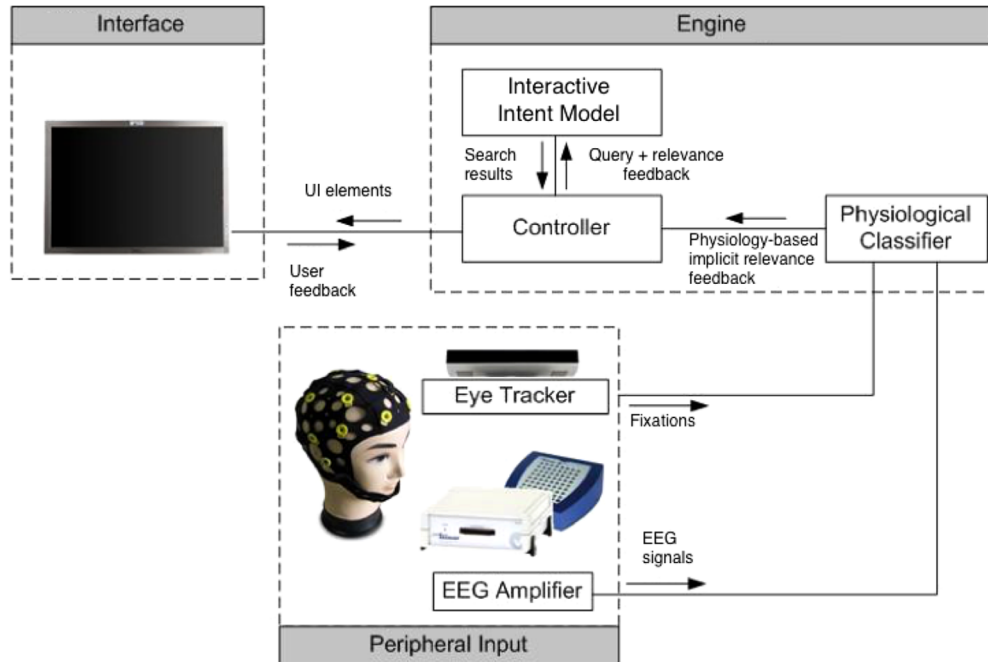 Interface
Engine
Interactive
Intent Model
Search
results
Query + relevance
feedback
UI elements
Controller
Physiological
Classifier
User
feedback
Physiology-based
implicit relevance
feedback
Eye Tracker
Fixations
EEG
signals
EEG Amplifier
Peripheral Input